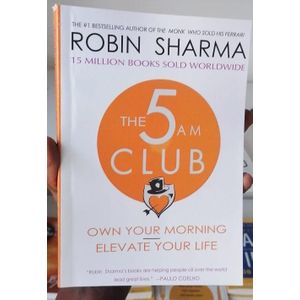 THE #1 BESTSELLING AUTHOR OF THE MONK WHO SOLD HIS FERRARI
ROBIN SHARMA
15 MILLION BOOKS SOLD WORLDWIDE
THE 5 AM
CLUB
OWN YOUR MORNING
ELEVATE YOUR LIFE
"Robin Sharma's books are helping people all over the world
lead great lives." —PAULO COELHO